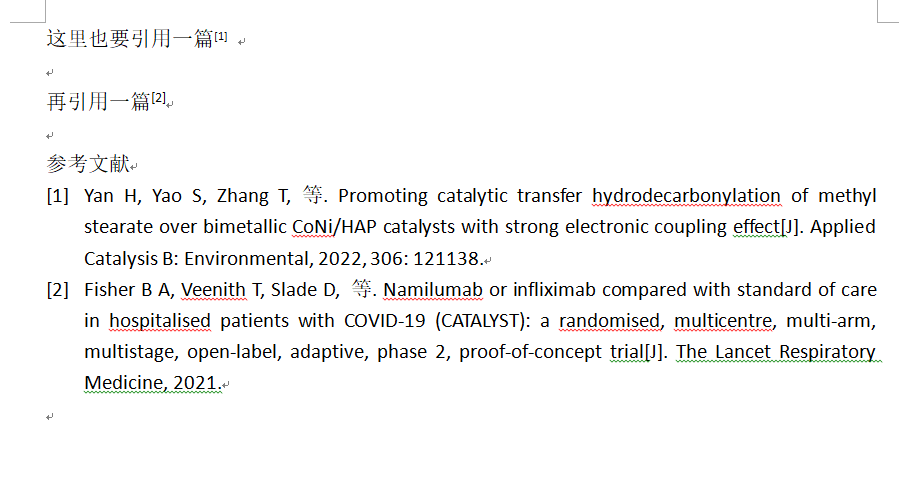 这里也要引用一篇[1]
再引用一篇[2]
参考文献
[1] Yan H, Yao S, Zhang T, 等. Promoting catalytic transfer hydrodecarbonylation of methyl
stearate over bimetallic CoNi/HAP catalysts with strong electronic coupling effect[J]. Applied
Catalysis B: Environmental, 2022, 306: 121138.
[2] Fisher B A, Veenith T, Slade D, 等. Namilumab or infliximab compared with standard of care
in hospitalised patients with COVID-19 (CATALYST): a randomised, multicentre, multi-arm,
multistage, open-label, adaptive, phase 2, proof-of-concept trial[J]. The Lancet Respiratory
Medicine, 2021.